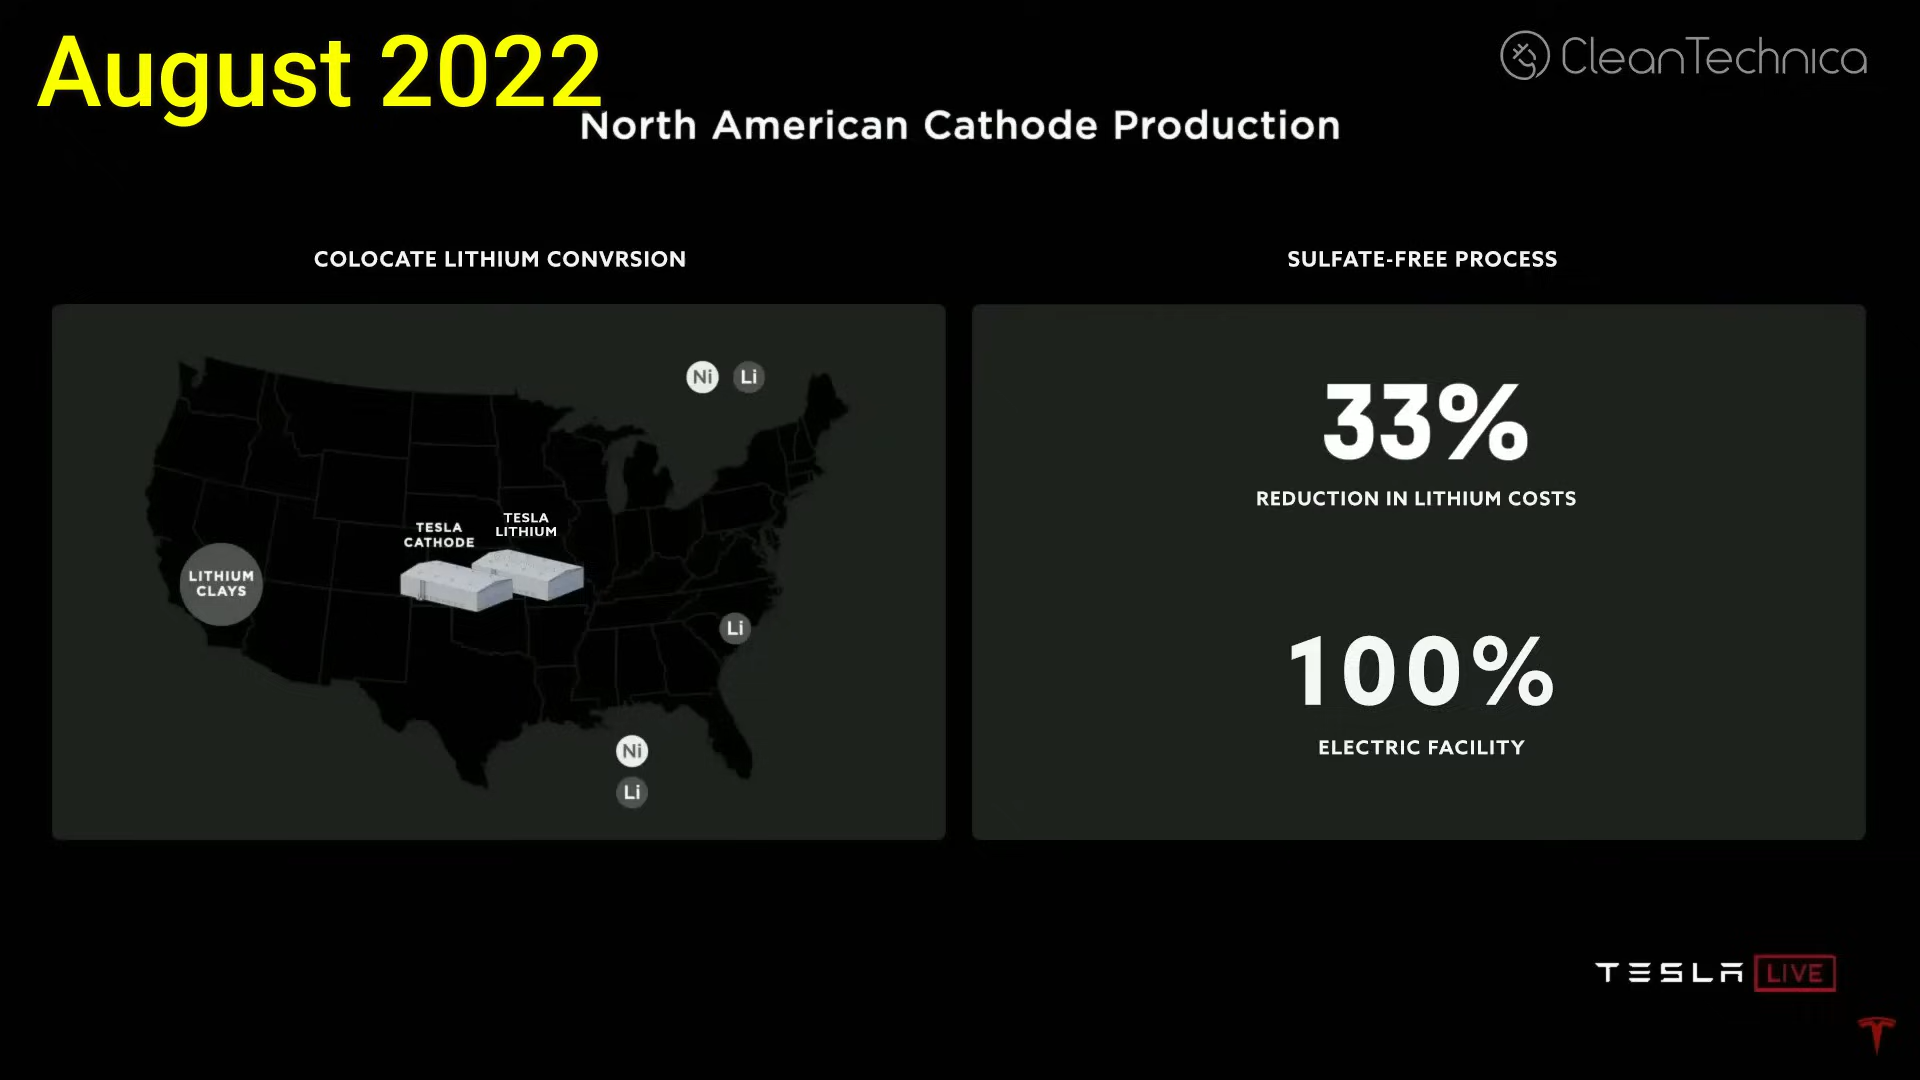 August 2022
CleanTechnica
North American Cathode Production
COLOCATE LITHIUM CONVRSION
Ni Li
TESLA
CATHODE
TESLA
LITHIUM
LITHIUM
CLAYS
Li
Ni
Li
SULFATE-FREE PROCESS
33%
REDUCTION IN LITHIUM COSTS
100%
ELECTRIC FACILITY
TESLA LIVE